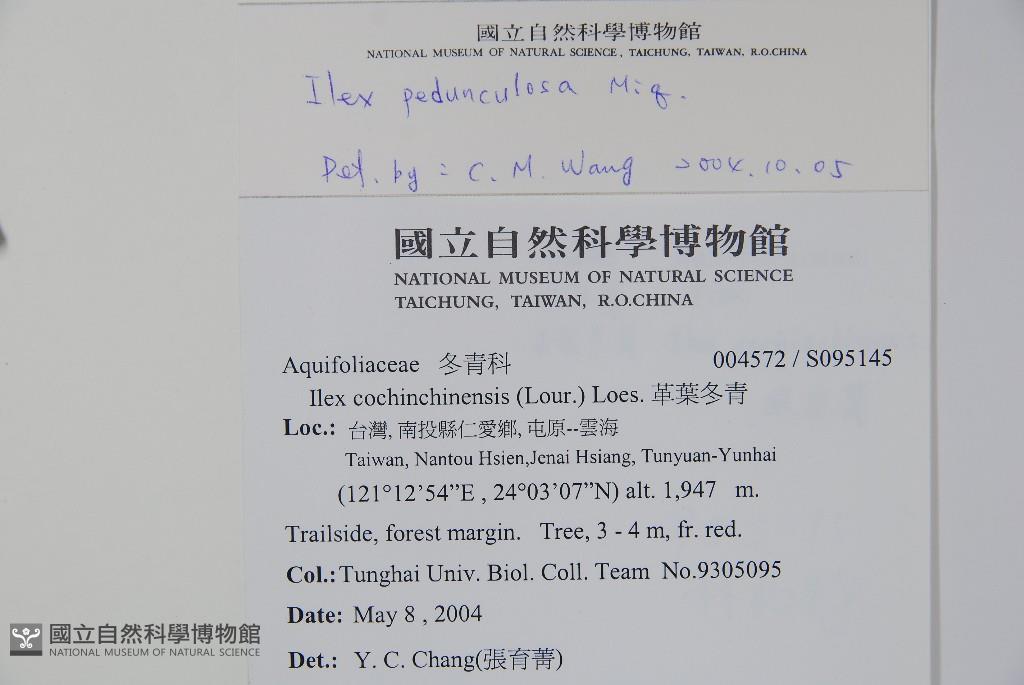 國立自然科學博物館
NATIONAL MUSEUM OF NATURAL SCIENCE, TAICHUNG, TAIWAN, R.O.CHINA
Ilex pedunculosa Miq.
Det. by : C. M. Wang 2004.10.05
國立自然科學博物館
NATIONAL MUSEUM OF NATURAL SCIENCE
TAICHUNG, TAIWAN, R.O.CHINA
Aquifoliaceae 冬青科 004572 / S095145
Ilex cochinchinensis (Lour.) Loes. 革葉冬青
Loc.: 台灣, 南投縣仁愛鄉, 屯原--雲海
Taiwan, Nantou Hsien,Jenai Hsiang, Tunyuan-Yunhai
(121°12’54”E , 24°03’07”N) alt. 1,947 m.
Trailside, forest margin. Tree, 3 - 4 m, fr. red.
Col.: Tunghai Univ. Biol. Coll. Team No.9305095
Date: May 8 , 2004
Det.: Y. C. Chang(張育菁)
國立自然科學博物館
NATIONAL MUSEUM OF NATURAL SCIENCE